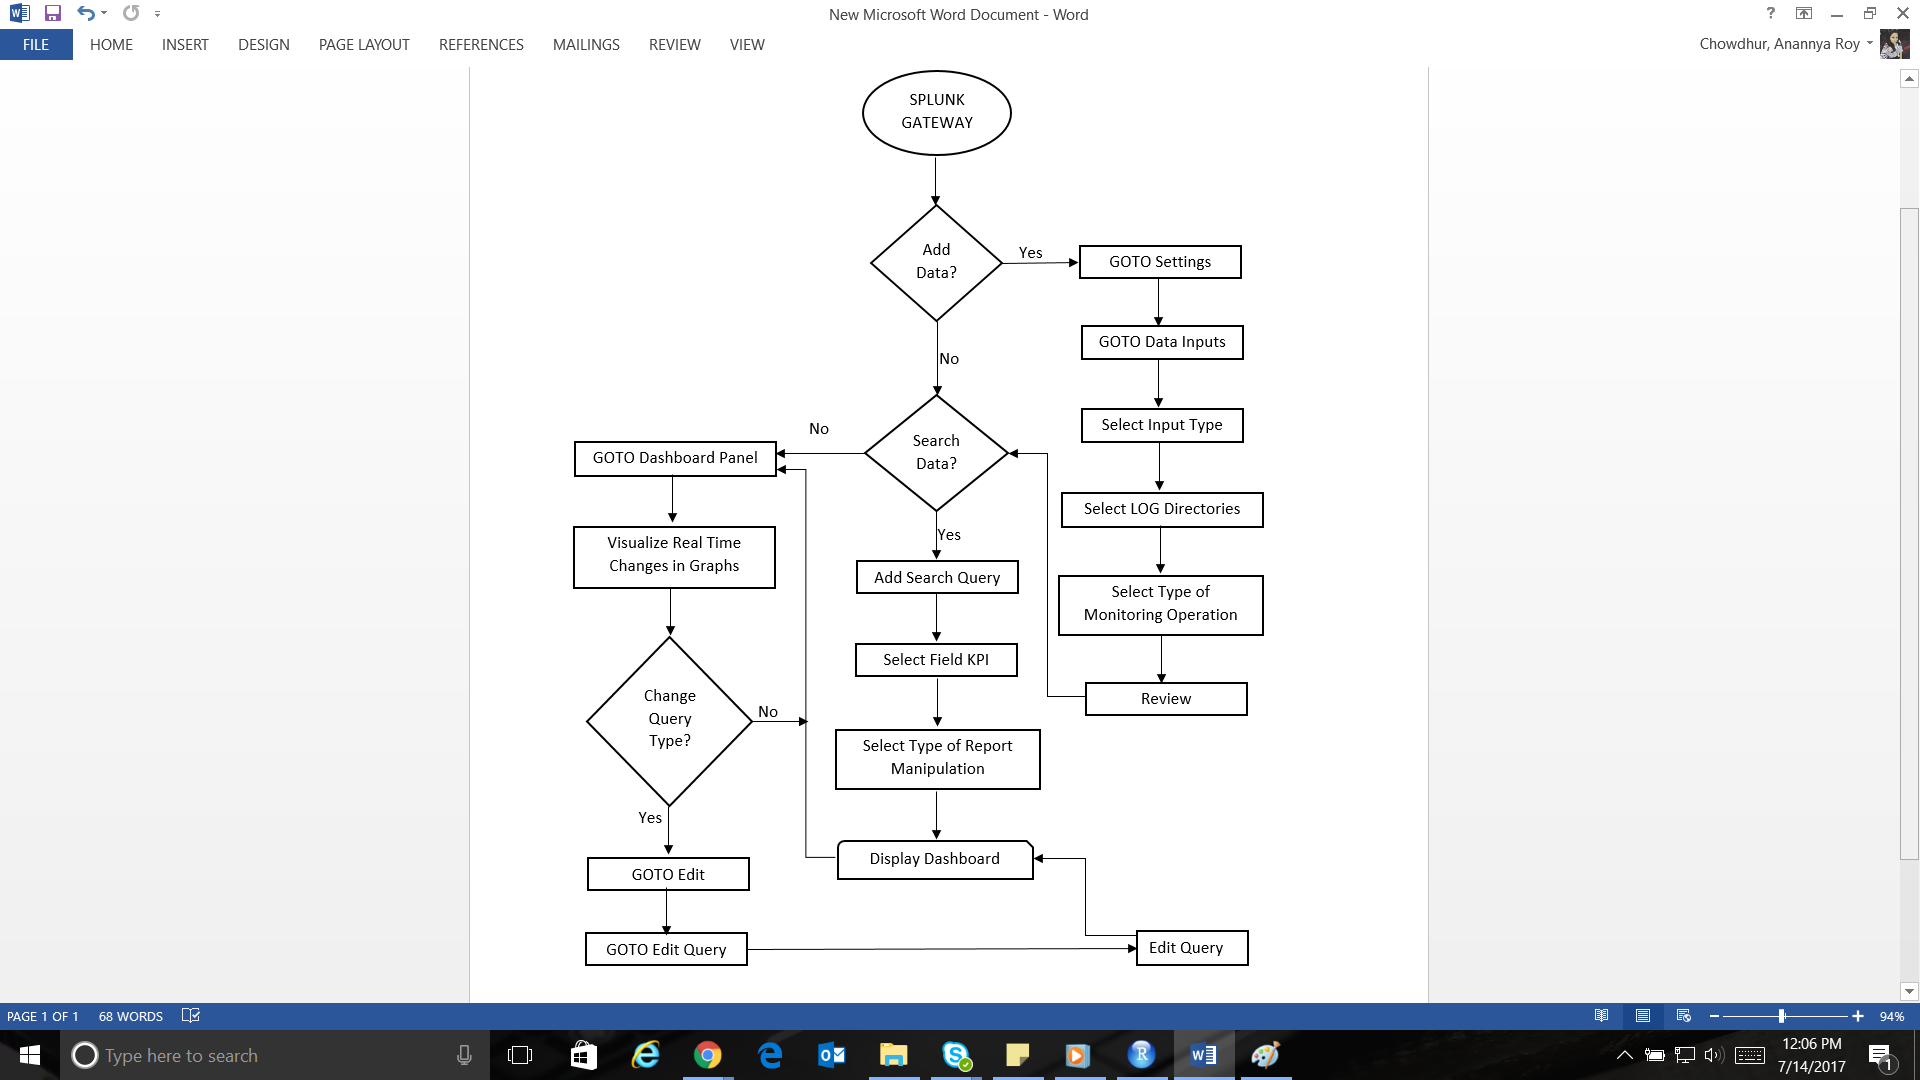 New Microsoft Word Document - Word
?
FILE
HOME
INSERT
DESIGN
PAGE LAYOUT
REFERENCES
MAILINGS
REVIEW
VIEW
Chowdhur, Anannya Roy
SPLUNK
GATEWAY
Add
Data?
Yes
GOTO Settings
GOTO Data Inputs
No
Select Input Type
No
Search
Data?
GOTO Dashboard Panel
Select LOG Directories
Yes
Visualize Real Time
Changes in Graphs
Add Search Query
Select Type of
Monitoring Operation
Select Field KPI
Review
Change
Query
Type?
No
Select Type of Report
Manipulation
Yes
Display Dashboard
GOTO Edit
GOTO Edit Query
Edit Query
PAGE 1 OF 1
68 WORDS
94%
Type here to search
12:06 PM
7/14/2017
1